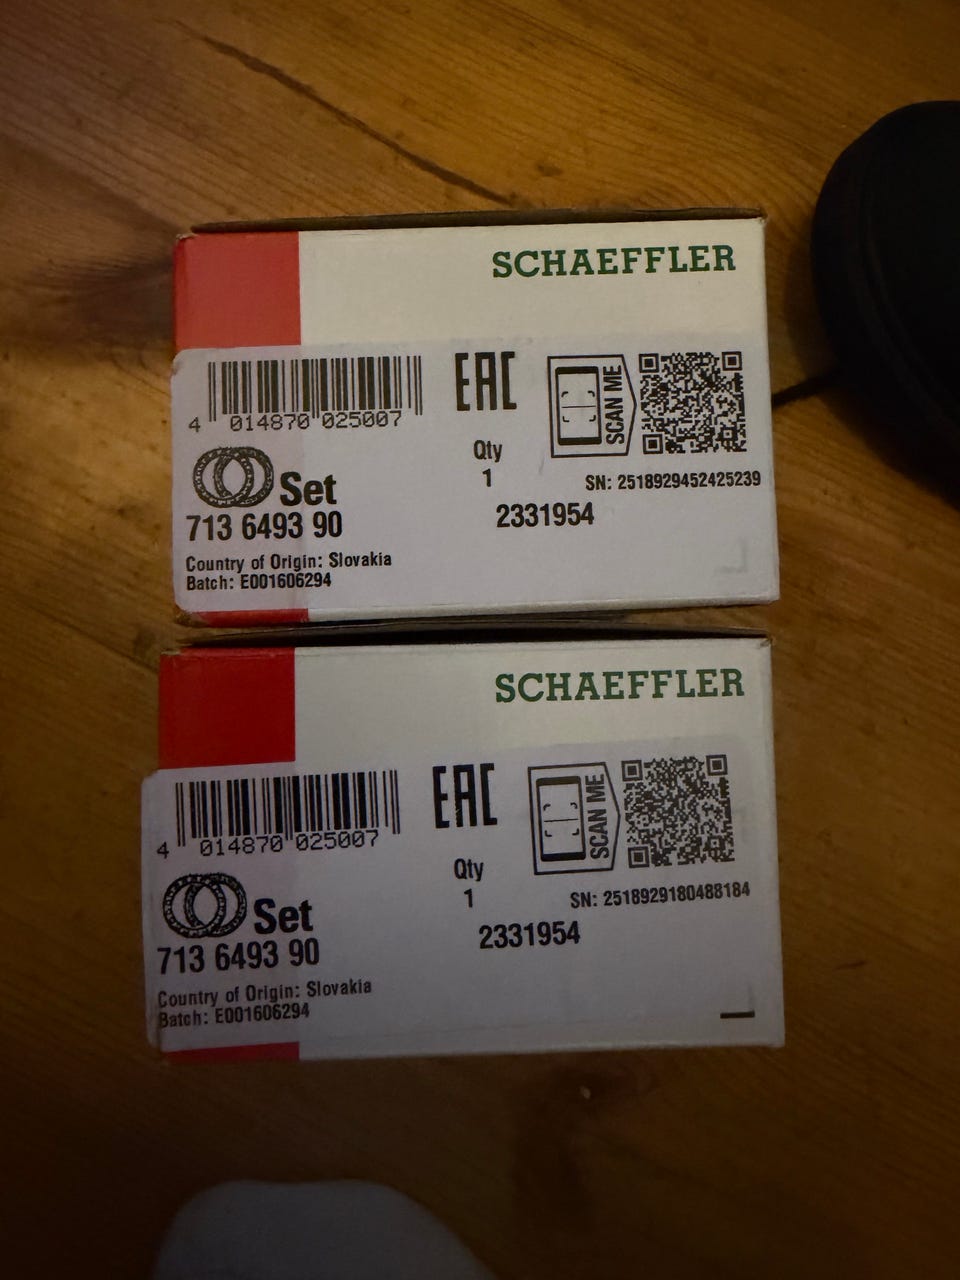 SCHAEFFLER
EAC
SCAN ME
4 014870 025007
Qty
1
SN: 2518929452425239
Set
713 6493 90
2331954
Country of Origin: Slovakia
Batch: E001606294
SCHAEFFLER
EAC
SCAN ME
4 014870 025007
Qty
1
SN: 2518929180488184
Set
713 6493 90
2331954
Country of Origin: Slovakia
Batch: E001606294